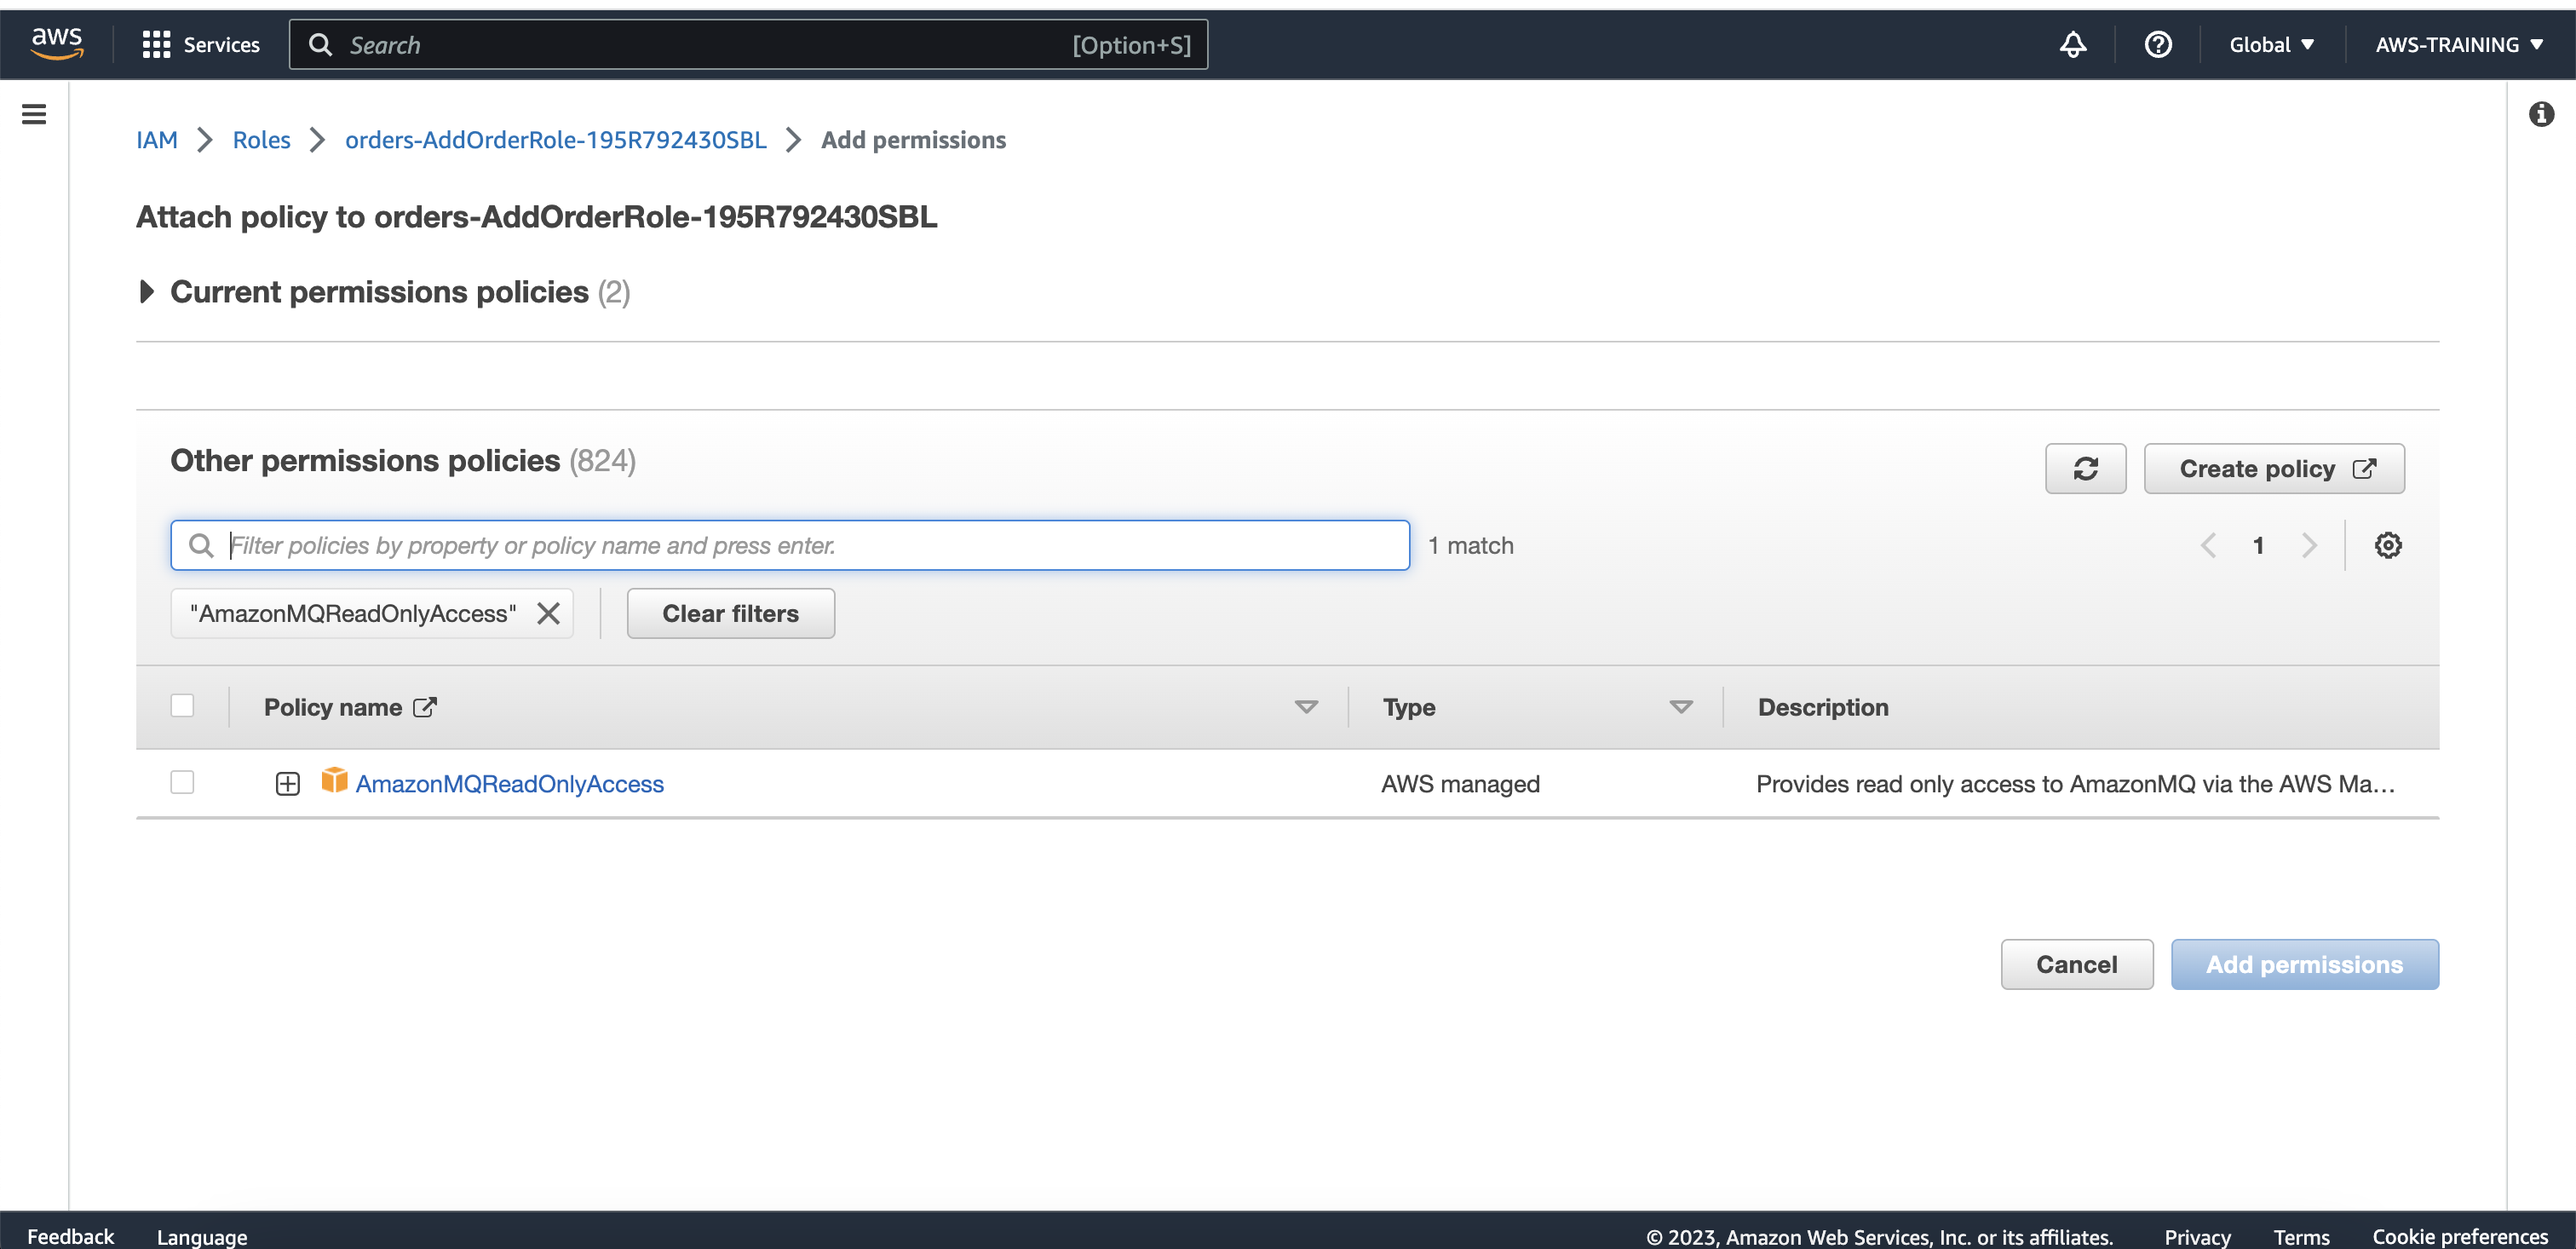 aws Services Search [Option+S] Global AWS-TRAINING
IAM Roles orders-AddOrderRole-195R792430SBL Add permissions
Attach policy to orders-AddOrderRole-195R792430SBL
Current permissions policies (2)
Other permissions policies (824) Create policy
Filter policies by property or policy name and press enter. 1 match 1
"AmazonMQReadOnlyAccess" Clear filters
Policy name Type Description
AmazonMQReadOnlyAccess AWS managed Provides read only access to AmazonMQ via the AWS Ma...
Cancel Add permissions
Feedback Language © 2023, Amazon Web Services, Inc. or its affiliates. Privacy Terms Cookie preferences